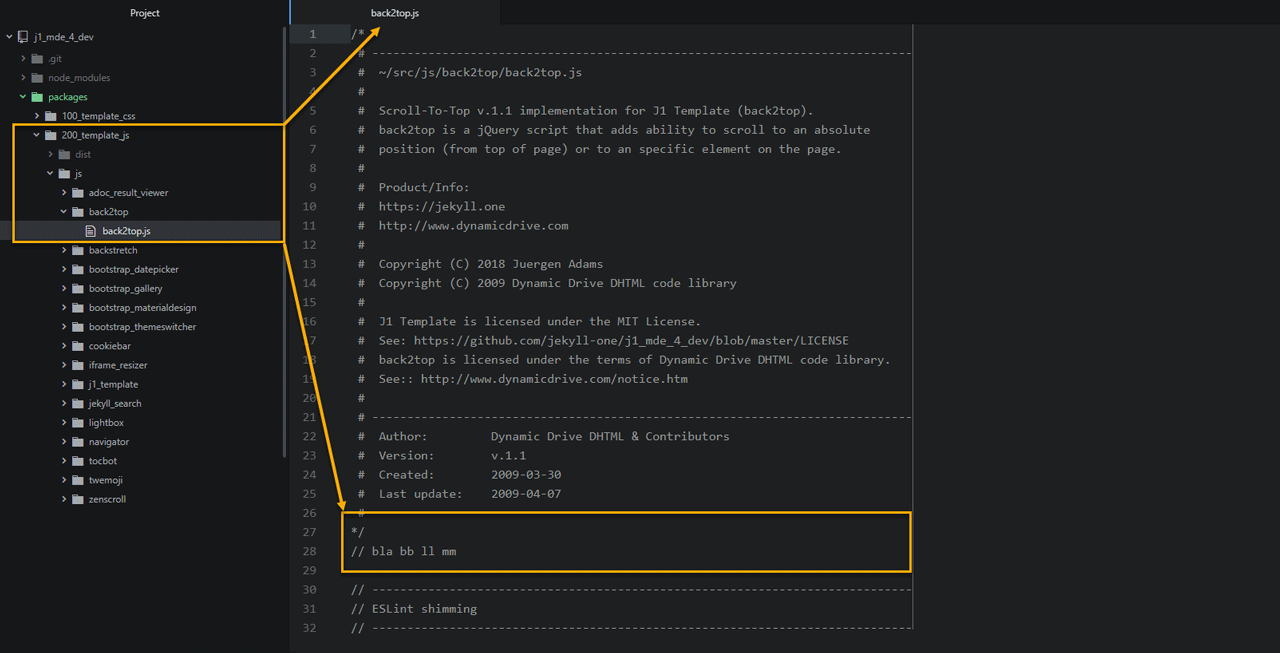 Project
j1_mde_4_dev
.git
node_modules
packages
100_template_css
200_template_js
dist
js
adoc_result_viewer
back2top
back2top.js
backstretch
bootstrap_datepicker
bootstrap_gallery
bootstrap_materialdesign
bootstrap_themeswitcher
cookiebar
iframe_resizer
j1_template
jekyll_search
lightbox
navigator
tocbot
twemoji
zenscroll
back2top.js
1 /*
2 # -----------------------------------------------------------------------------
3 # ~/src/js/back2top/back2top.js
4 #
5 # Scroll-To-Top v.1.1 implementation for J1 Template (back2top).
6 # back2top is a jQuery script that adds ability to scroll to an absolute
7 # position (from top of page) or to an specific element on the page.
8 #
9 # Product/Info:
10 # https://jekyll.one
11 # http://www.dynamicdrive.com
12 #
13 # Copyright (C) 2018 Juergen Adams
14 # Copyright (C) 2009 Dynamic Drive DHTML code library
15 #
16 # J1 Template is licensed under the MIT License.
17 # See: https://github.com/jekyll-one/j1_mde_4_dev/blob/master/LICENSE
18 # back2top is licensed under the terms of Dynamic Drive DHTML code library.
19 # See:: http://www.dynamicdrive.com/notice.htm
20 #
21 # -----------------------------------------------------------------------------
22 # Author: Dynamic Drive DHTML & Contributors
23 # Version: v.1.1
24 # Created: 2009-03-30
25 # Last update: 2009-04-07
26 #
27 */
28 // bla bb ll mm
29
30 // -----------------------------------------------------------------------------
31 // ESLint shimming
32 // -----------------------------------------------------------------------------